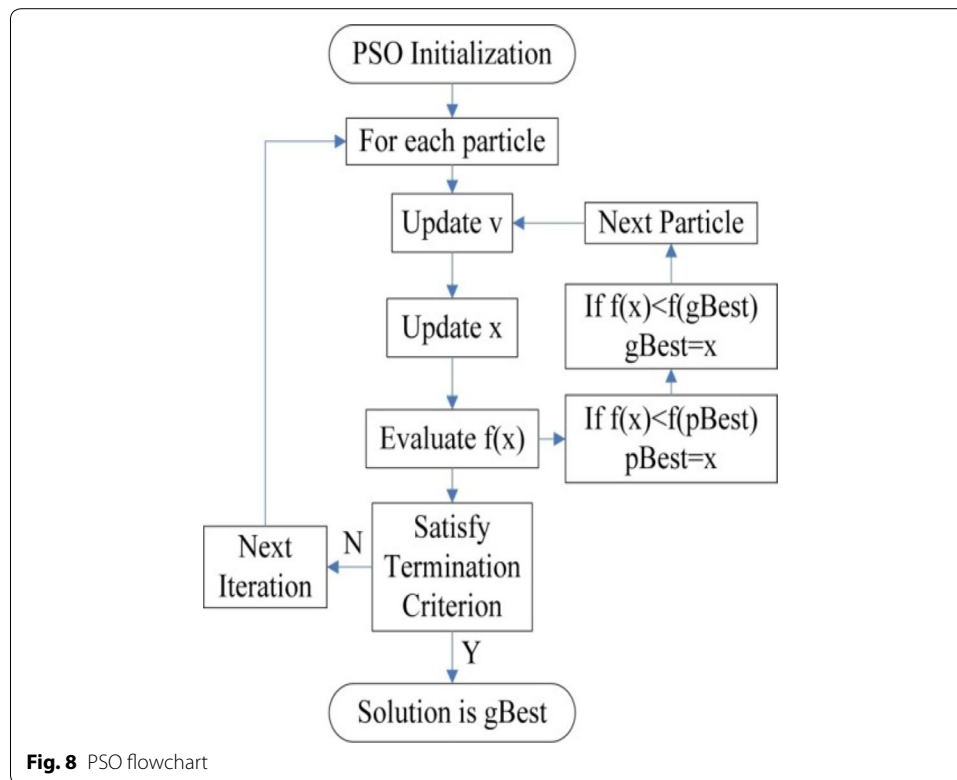 PSO Initialization
For each particle
Update v
Next Particle
Update x
If f(x)<f(gBest)
gBest=x
Evaluate f(x)
If f(x)<f(pBest)
pBest=x
Satisfy
Termination
Criterion
N
Next
Iteration
Y
Solution is gBest
Fig. 8 PSO flowchart